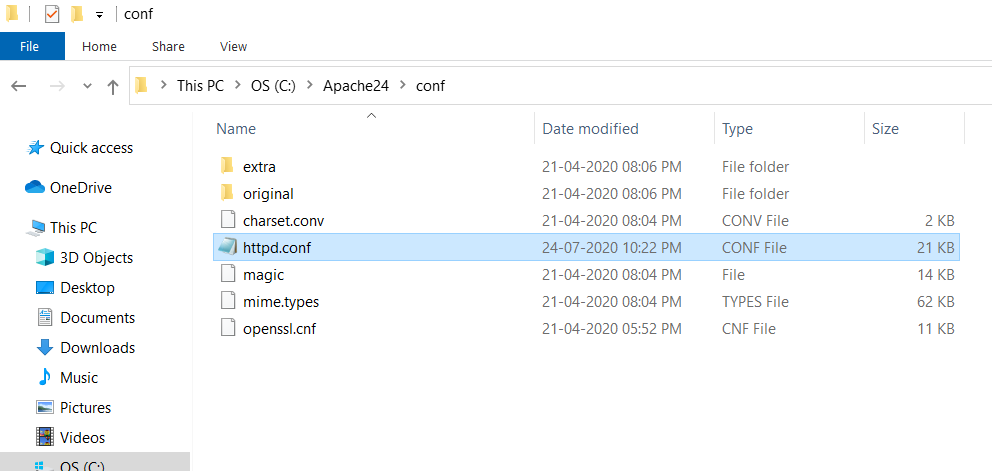 conf
File Home Share View
This PC OS (C:) Apache24 conf
Name Date modified Type Size
Quick access
OneDrive
This PC
3D Objects
Desktop
Documents
Downloads
Music
Pictures
Videos
OS (C:)
extra 21-04-2020 08:06 PM File folder
original 21-04-2020 08:06 PM File folder
charset.conv 21-04-2020 08:04 PM CONV File 2 KB
httpd.conf 24-07-2020 10:22 PM CONF File 21 KB
magic 21-04-2020 08:04 PM File 14 KB
mime.types 21-04-2020 08:04 PM TYPES File 62 KB
openssl.cnf 21-04-2020 05:52 PM CNF File 11 KB